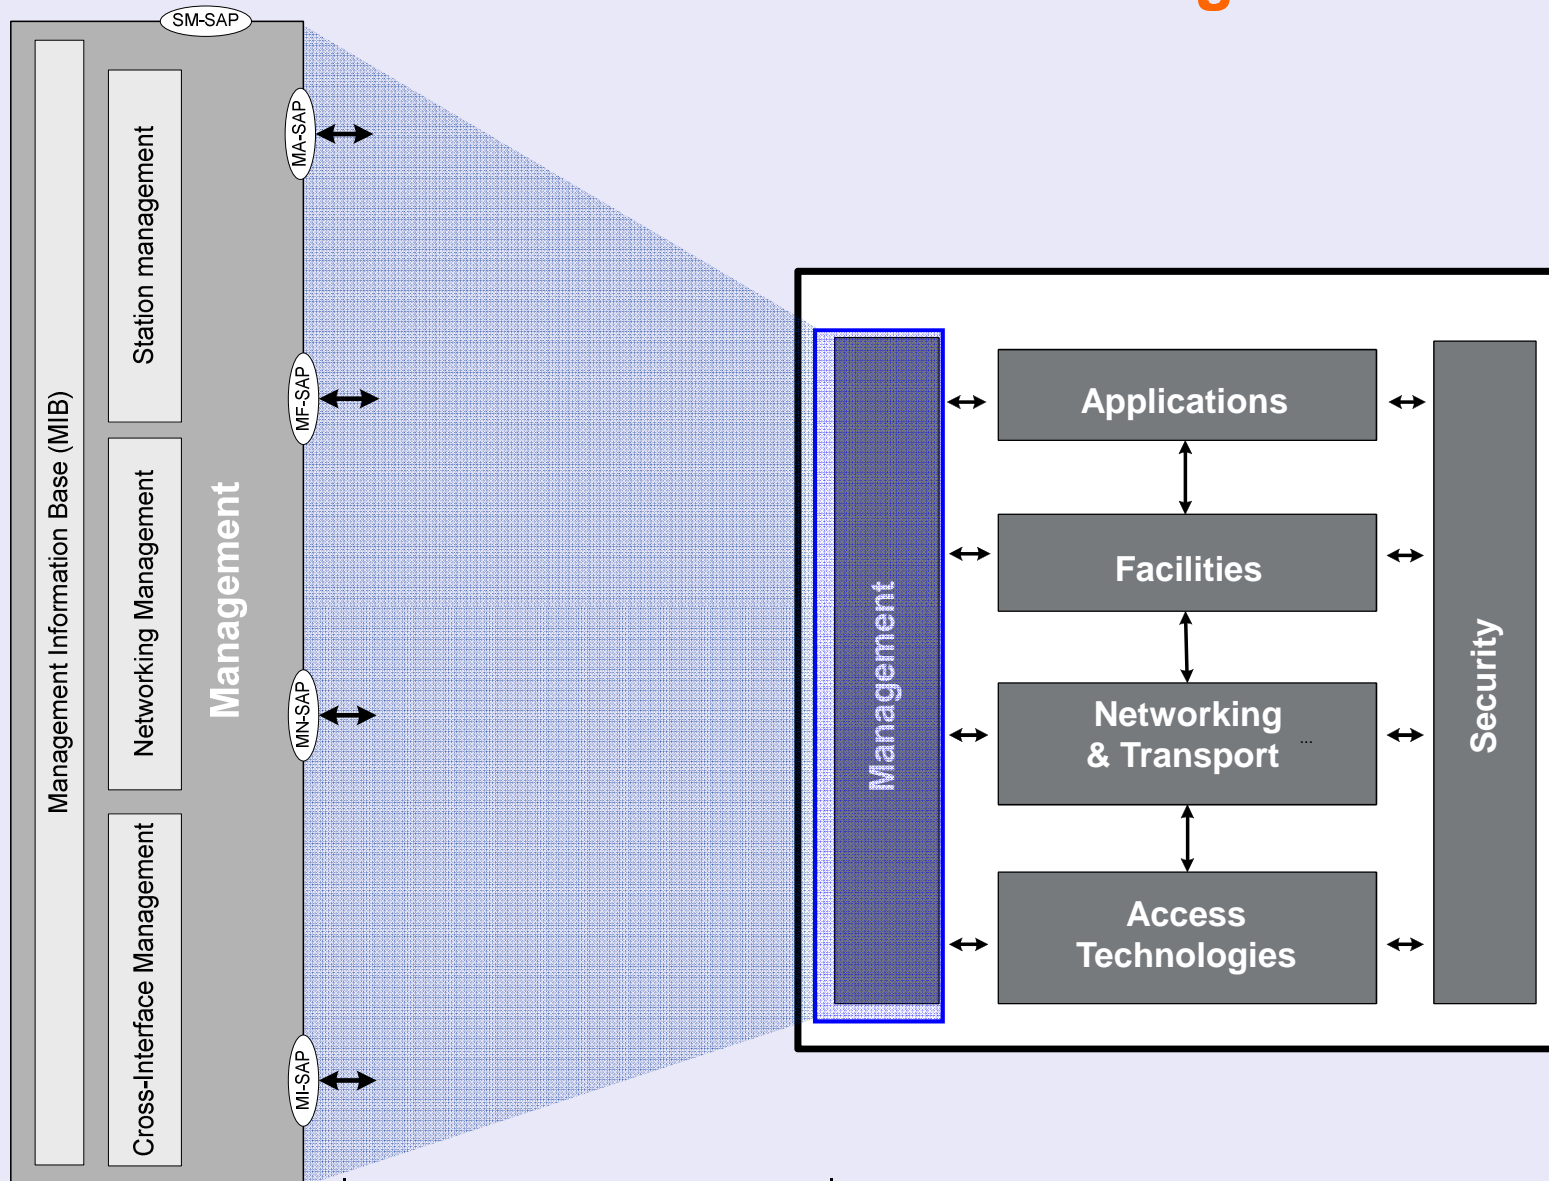 g
SM-SAP
MA-SAP
MF-SAP
MN-SAP
MI-SAP
Management Information Base (MIB)
Station management
Networking Management
Cross-Interface Management
Management
Management
Applications
Facilities
Networking
& Transport ...
Access
Technologies
Security